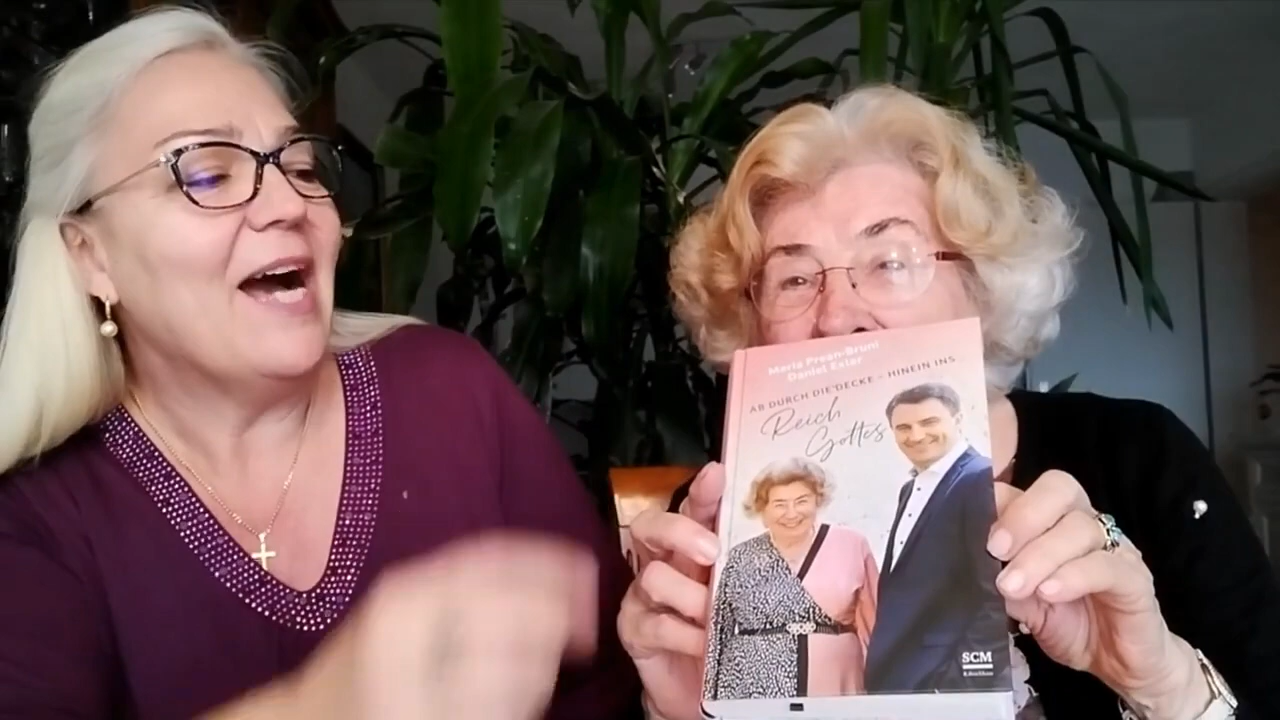 Maria Prean-Bruni
Daniel Exler
AB DURCH DIE DECKE – HINEIN INS
Reich
Gottes
SCM